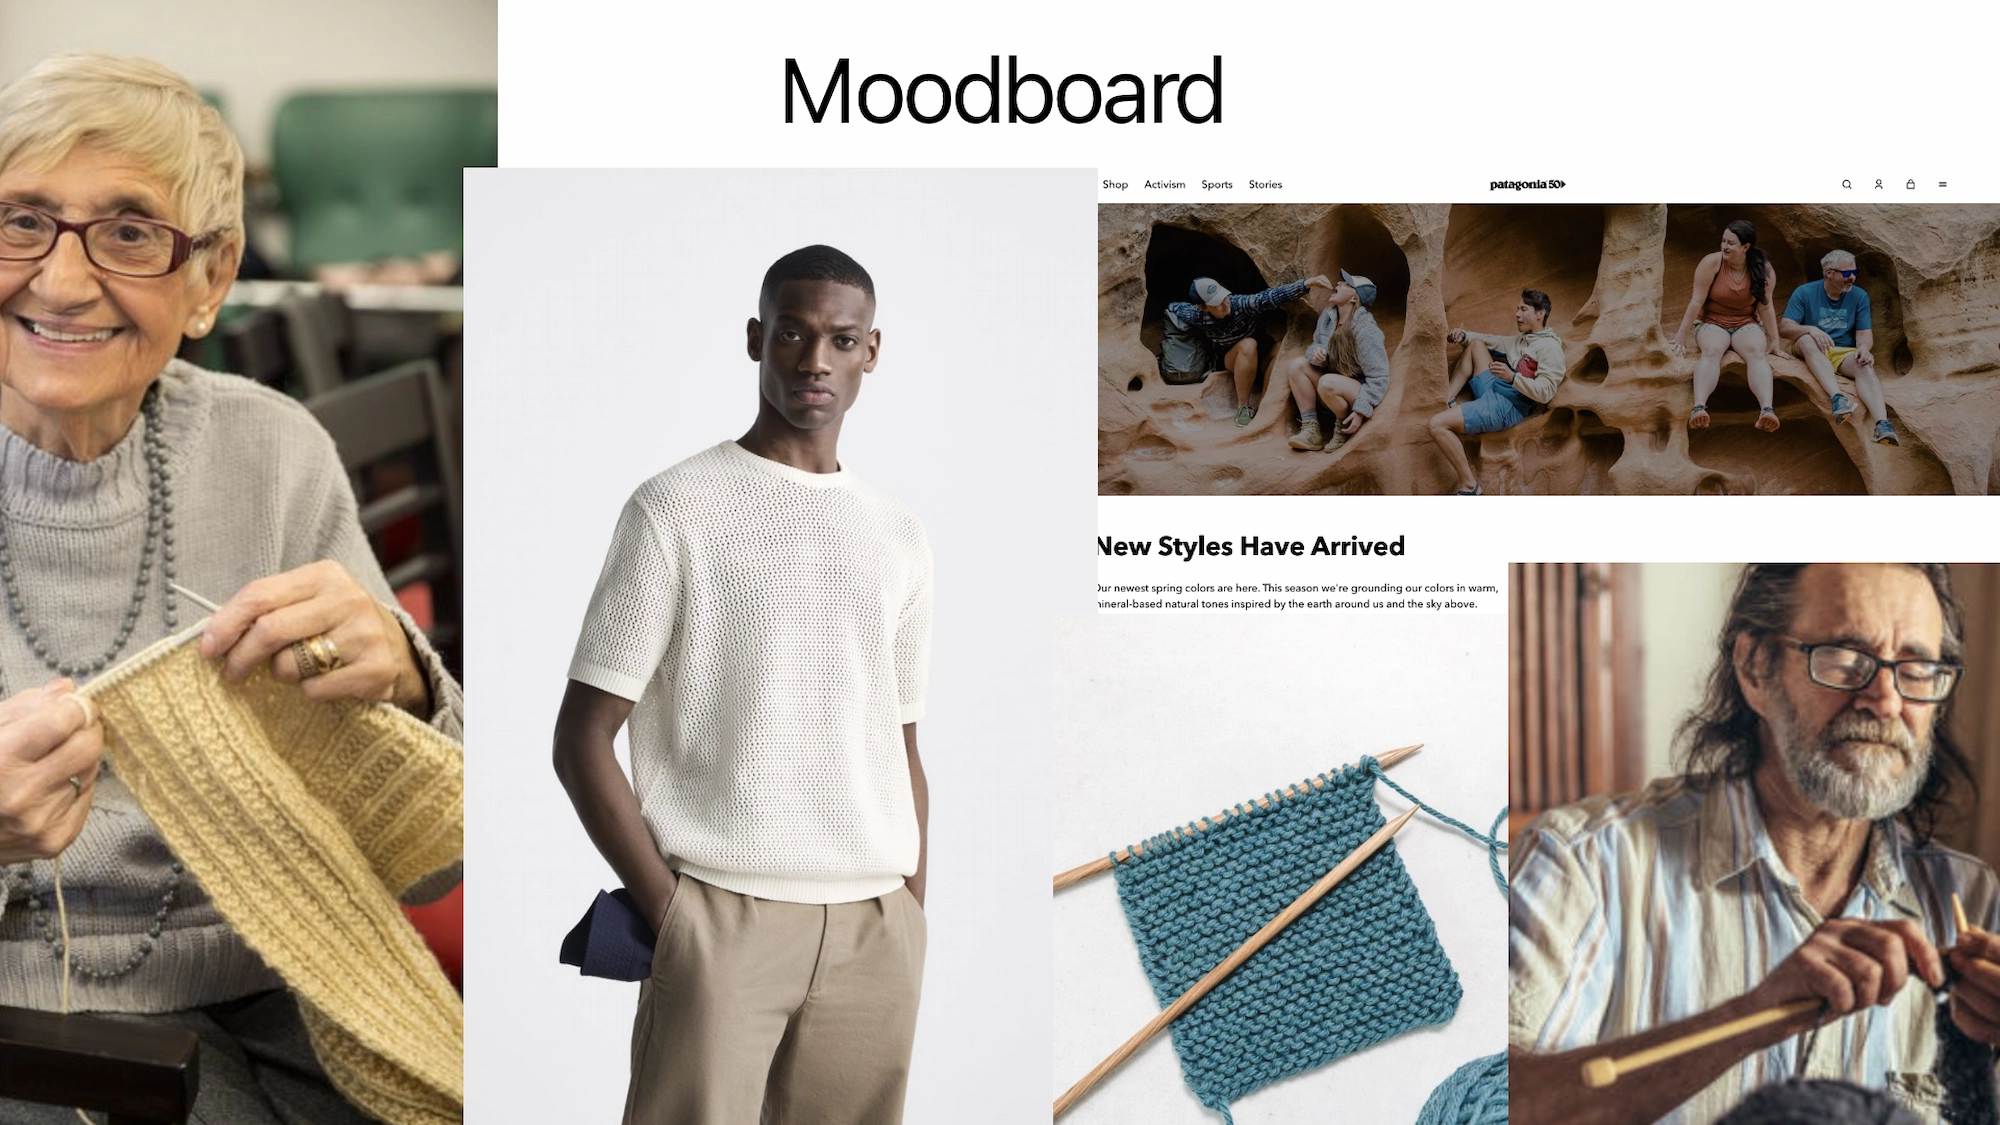 Moodboard
Shop Activism Sports Stories
patagonia 50
New Styles Have Arrived
Our newest spring colors are here. This season we're grounding our colors in warm,
mineral-based natural tones inspired by the earth around us and the sky above.